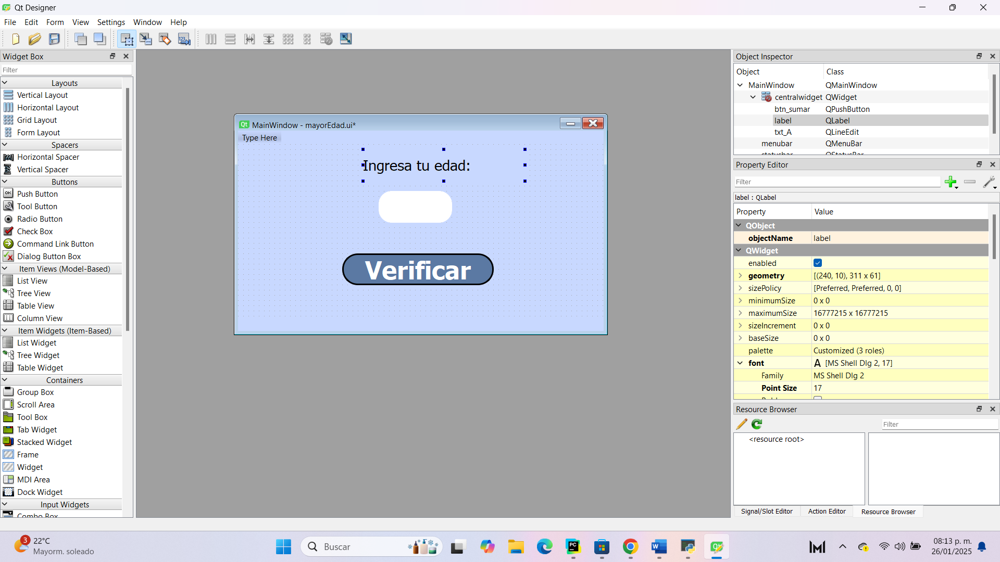 Qt Designer
File Edit Form View Settings Window Help
Widget Box
Filter
Layouts
Vertical Layout
Horizontal Layout
Grid Layout
Form Layout
Spacers
Horizontal Spacer
Vertical Spacer
Buttons
OK Push Button
Tool Button
Radio Button
Check Box
Command Link Button
Dialog Button Box
Item Views (Model-Based)
List View
Tree View
Table View
Column View
Item Widgets (Item-Based)
List Widget
Tree Widget
Table Widget
Containers
Group Box
Scroll Area
Tool Box
Tab Widget
Stacked Widget
Frame
Widget
MDI Area
Dock Widget
Input Widgets
Combo Box
Qt MainWindow - mayorEdad.ui*
Type Here
Ingresa tu edad:
Verificar
Object Inspector
Object Class
MainWindow QMainWindow
centralwidget QWidget
btn_sumar QPushButton
label QLabel
txt_A QLineEdit
menubar QMenuBar
statusbar QStatusBar
Property Editor
Filter
label : QLabel
Property Value
QObject
objectName label
QWidget
enabled
geometry [(240, 10), 311 x 61]
sizePolicy [Preferred, Preferred, 0, 0]
minimumSize 0 x 0
maximumSize 16777215 x 16777215
sizeIncrement 0 x 0
baseSize 0 x 0
palette Customized (3 roles)
font A [MS Shell Dlg 2, 17]
Family MS Shell Dlg 2
Point Size 17
Resource Browser
Filter
<resource root>
Signal/Slot Editor Action Editor Resource Browser
3 22°C
Mayorm. soleado
Buscar
08:13 p. m.
26/01/2025